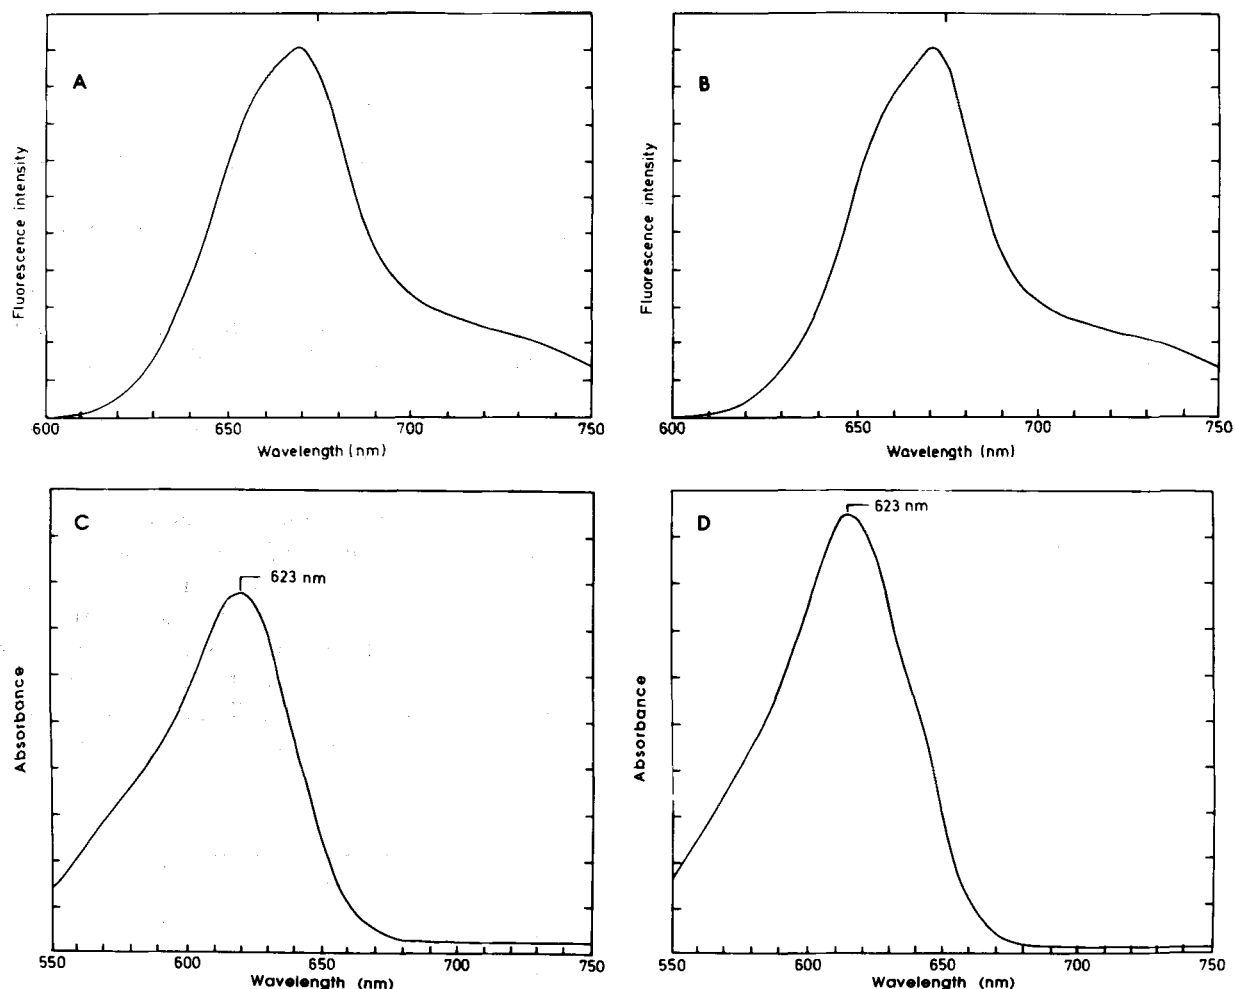 A
Fluorescence intensity
600
650
700
750
Wavelength (nm)
B
Fluorescence intensity
600
650
700
750
Wavelength (nm)
C
623 nm
Absorbance
550
600
650
700
750
Wavelength (nm)
D
623 nm
Absorbance
550
600
650
700
750
Wavelength (nm)